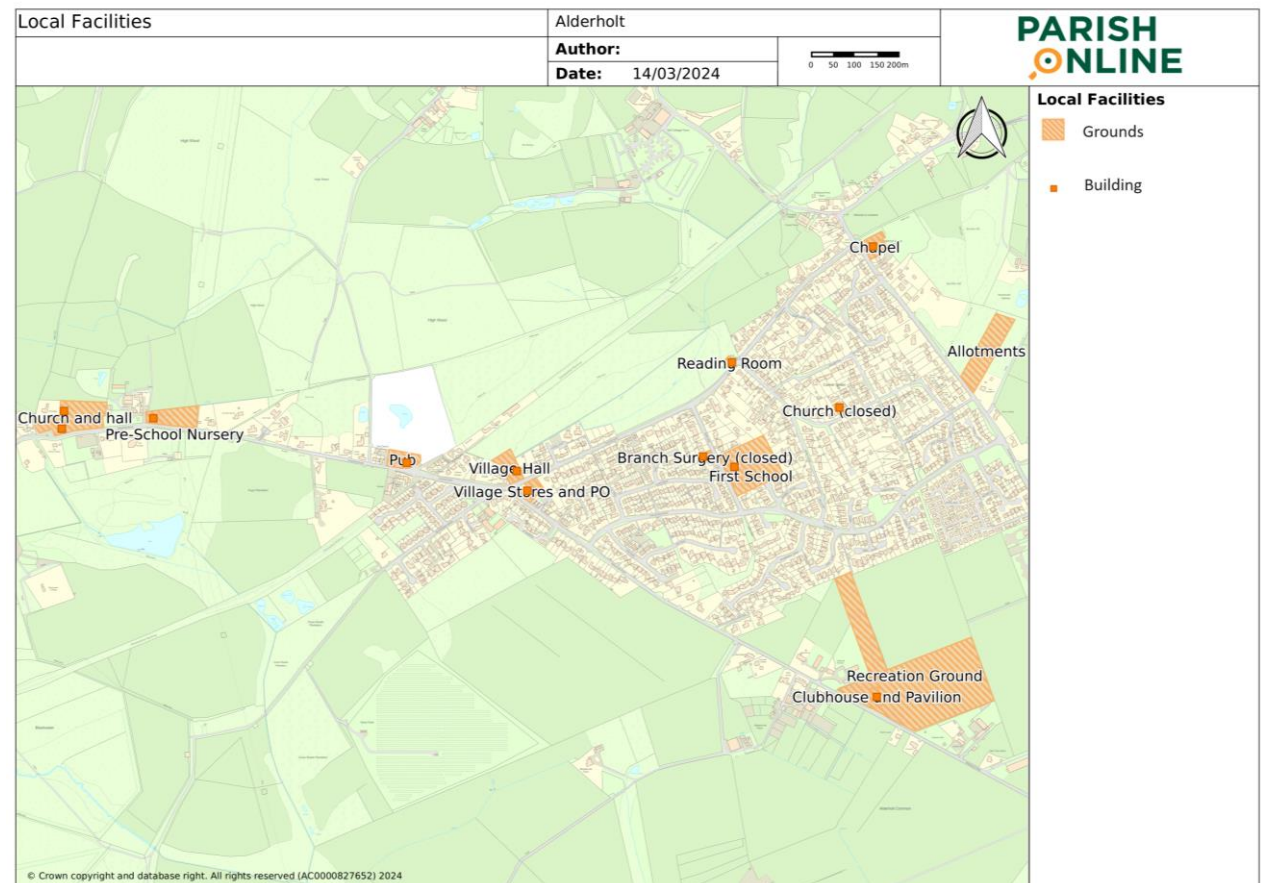 Local Facilities
Alderholt
Author:
Date: 14/03/2024
0 50 100 150 200m
PARISH
ONLINE
Local Facilities
Grounds
Building
Chapel
Allotments
Reading Room
Church (closed)
Church and hall
Pre-School Nursery
Pub
Village Hall
Branch Surgery (closed)
First School
Village Stores and PO
Recreation Ground
Clubhouse and Pavilion
© Crown copyright and database right. All rights reserved (AC0000827652) 2024